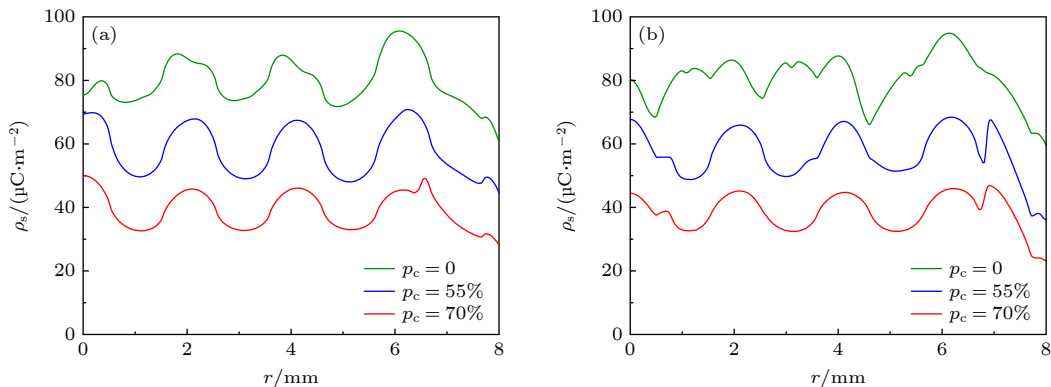 (a)
100
80
60
40
20
0
ρs/(μC·m−2)
pc = 0
pc = 55%
pc = 70%
0 2 4 6 8
r/mm
(b)
100
80
60
40
20
0
ρs/(μC·m−2)
pc = 0
pc = 55%
pc = 70%
0 2 4 6 8
r/mm